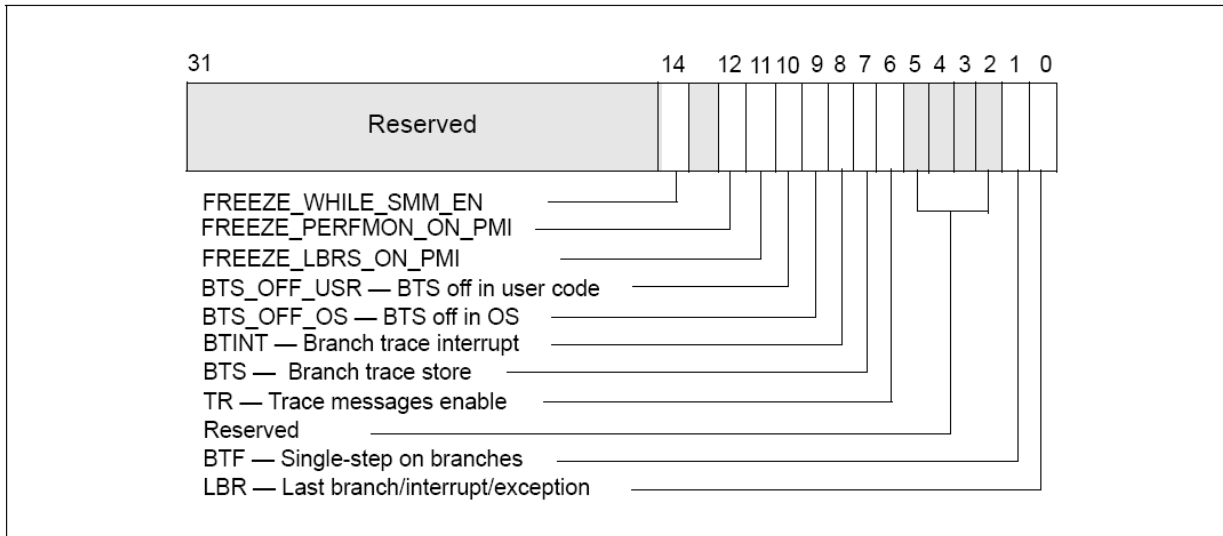 31 14 12 11 10 9 8 7 6 5 4 3 2 1 0
Reserved
FREEZE_WHILE_SMM_EN
FREEZE_PERFMON_ON_PMI
FREEZE_LBRS_ON_PMI
BTS_OFF_USR — BTS off in user code
BTS_OFF_OS — BTS off in OS
BTINT — Branch trace interrupt
BTS — Branch trace store
TR — Trace messages enable
Reserved
BTF — Single-step on branches
LBR — Last branch/interrupt/exception